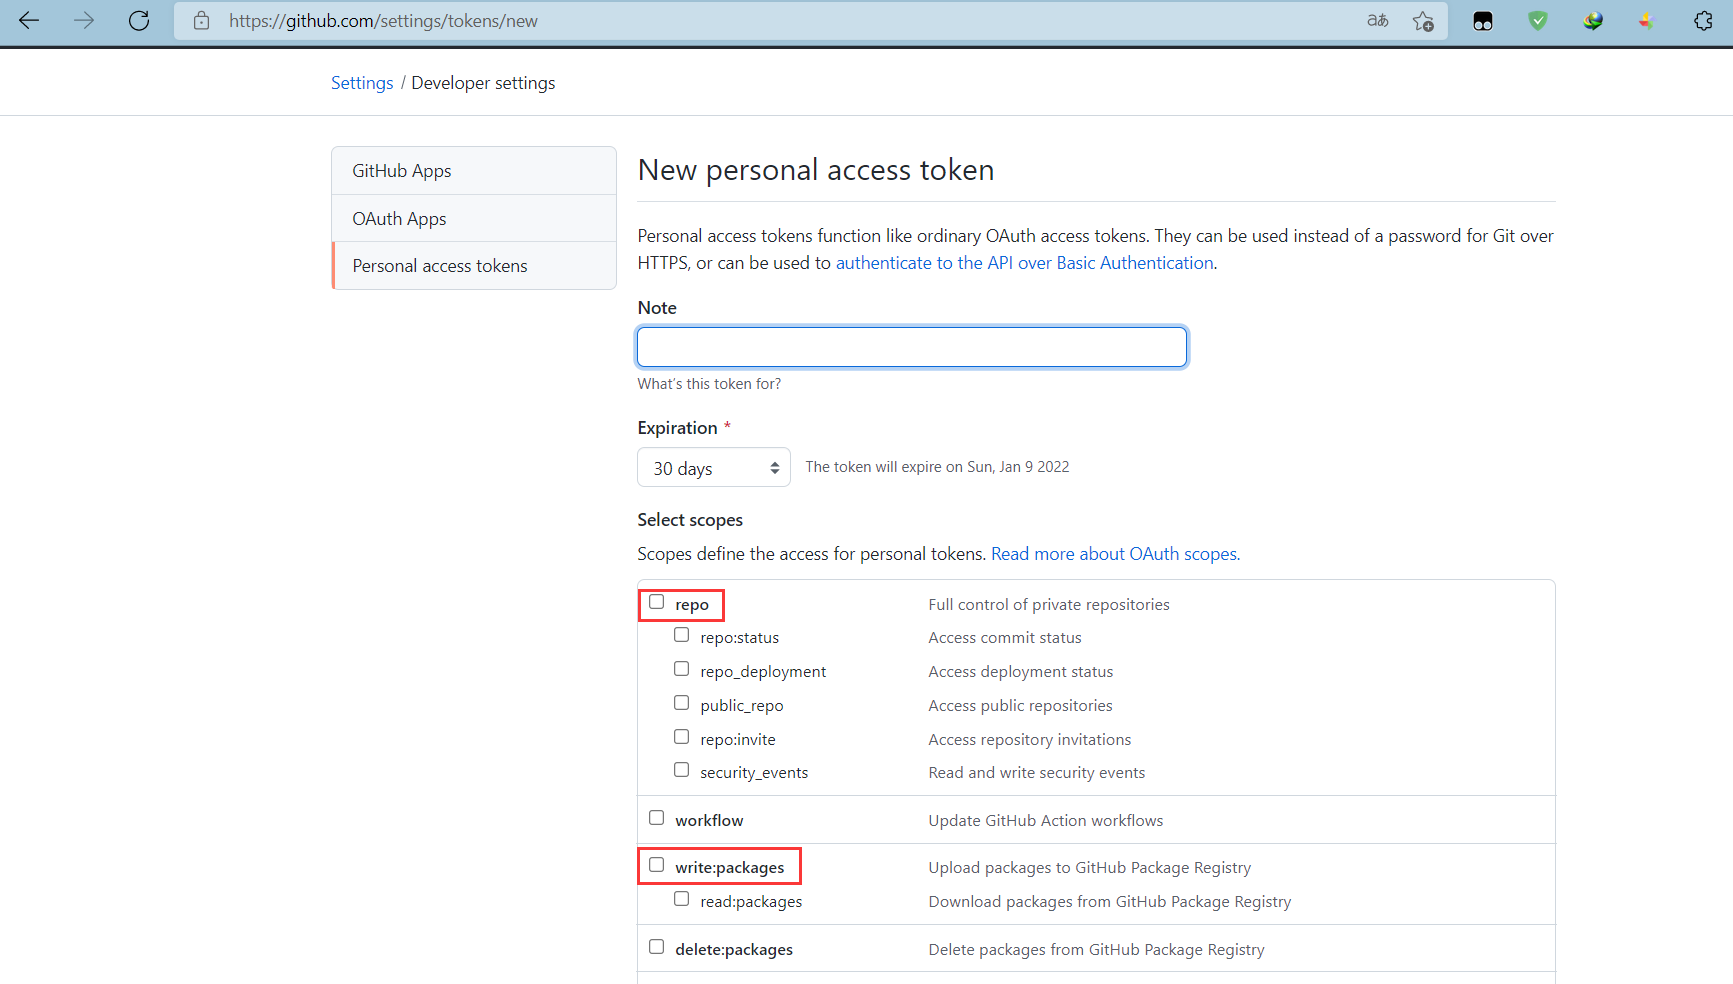 https://github.com/settings/tokens/new
aあ
Settings / Developer settings
GitHub Apps
OAuth Apps
Personal access tokens
New personal access token
Personal access tokens function like ordinary OAuth access tokens. They can be used instead of a password for Git over
HTTPS, or can be used to authenticate to the API over Basic Authentication.
Note
What's this token for?
Expiration *
30 days The token will expire on Sun, Jan 9 2022
Select scopes
Scopes define the access for personal tokens. Read more about OAuth scopes.
repo Full control of private repositories
repo:status Access commit status
repo_deployment Access deployment status
public_repo Access public repositories
repo:invite Access repository invitations
security_events Read and write security events
workflow Update GitHub Action workflows
write:packages Upload packages to GitHub Package Registry
read:packages Download packages from GitHub Package Registry
delete:packages Delete packages from GitHub Package Registry